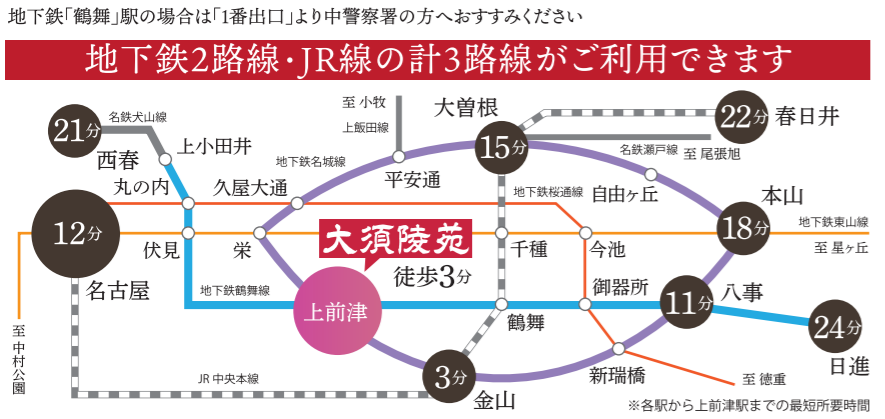 地下鉄「鶴舞」駅の場合は「1番出口」より中警察署の方へおすすみください
地下鉄2路線・JR線の計3路線がご利用できます
至 小牧
上飯田線
大曽根
22分
春日井
名鉄犬山線
21分
西春
上小田井
地下鉄名城線
15分
名鉄瀬戸線
至 尾張旭
平安通
丸の内
久屋大通
地下鉄桜通線
自由ヶ丘
本山
12分
伏見
栄
大須陵苑
千種
今池
18分
地下鉄東山線
至 星ヶ丘
徒歩3分
名古屋
地下鉄鶴舞線
上前津
鶴舞
御器所
11分
八事
24分
日進
至 中村公園
JR 中央本線
3分
金山
新瑞橋
至 徳重
※各駅から上前津駅までの最短所要時間